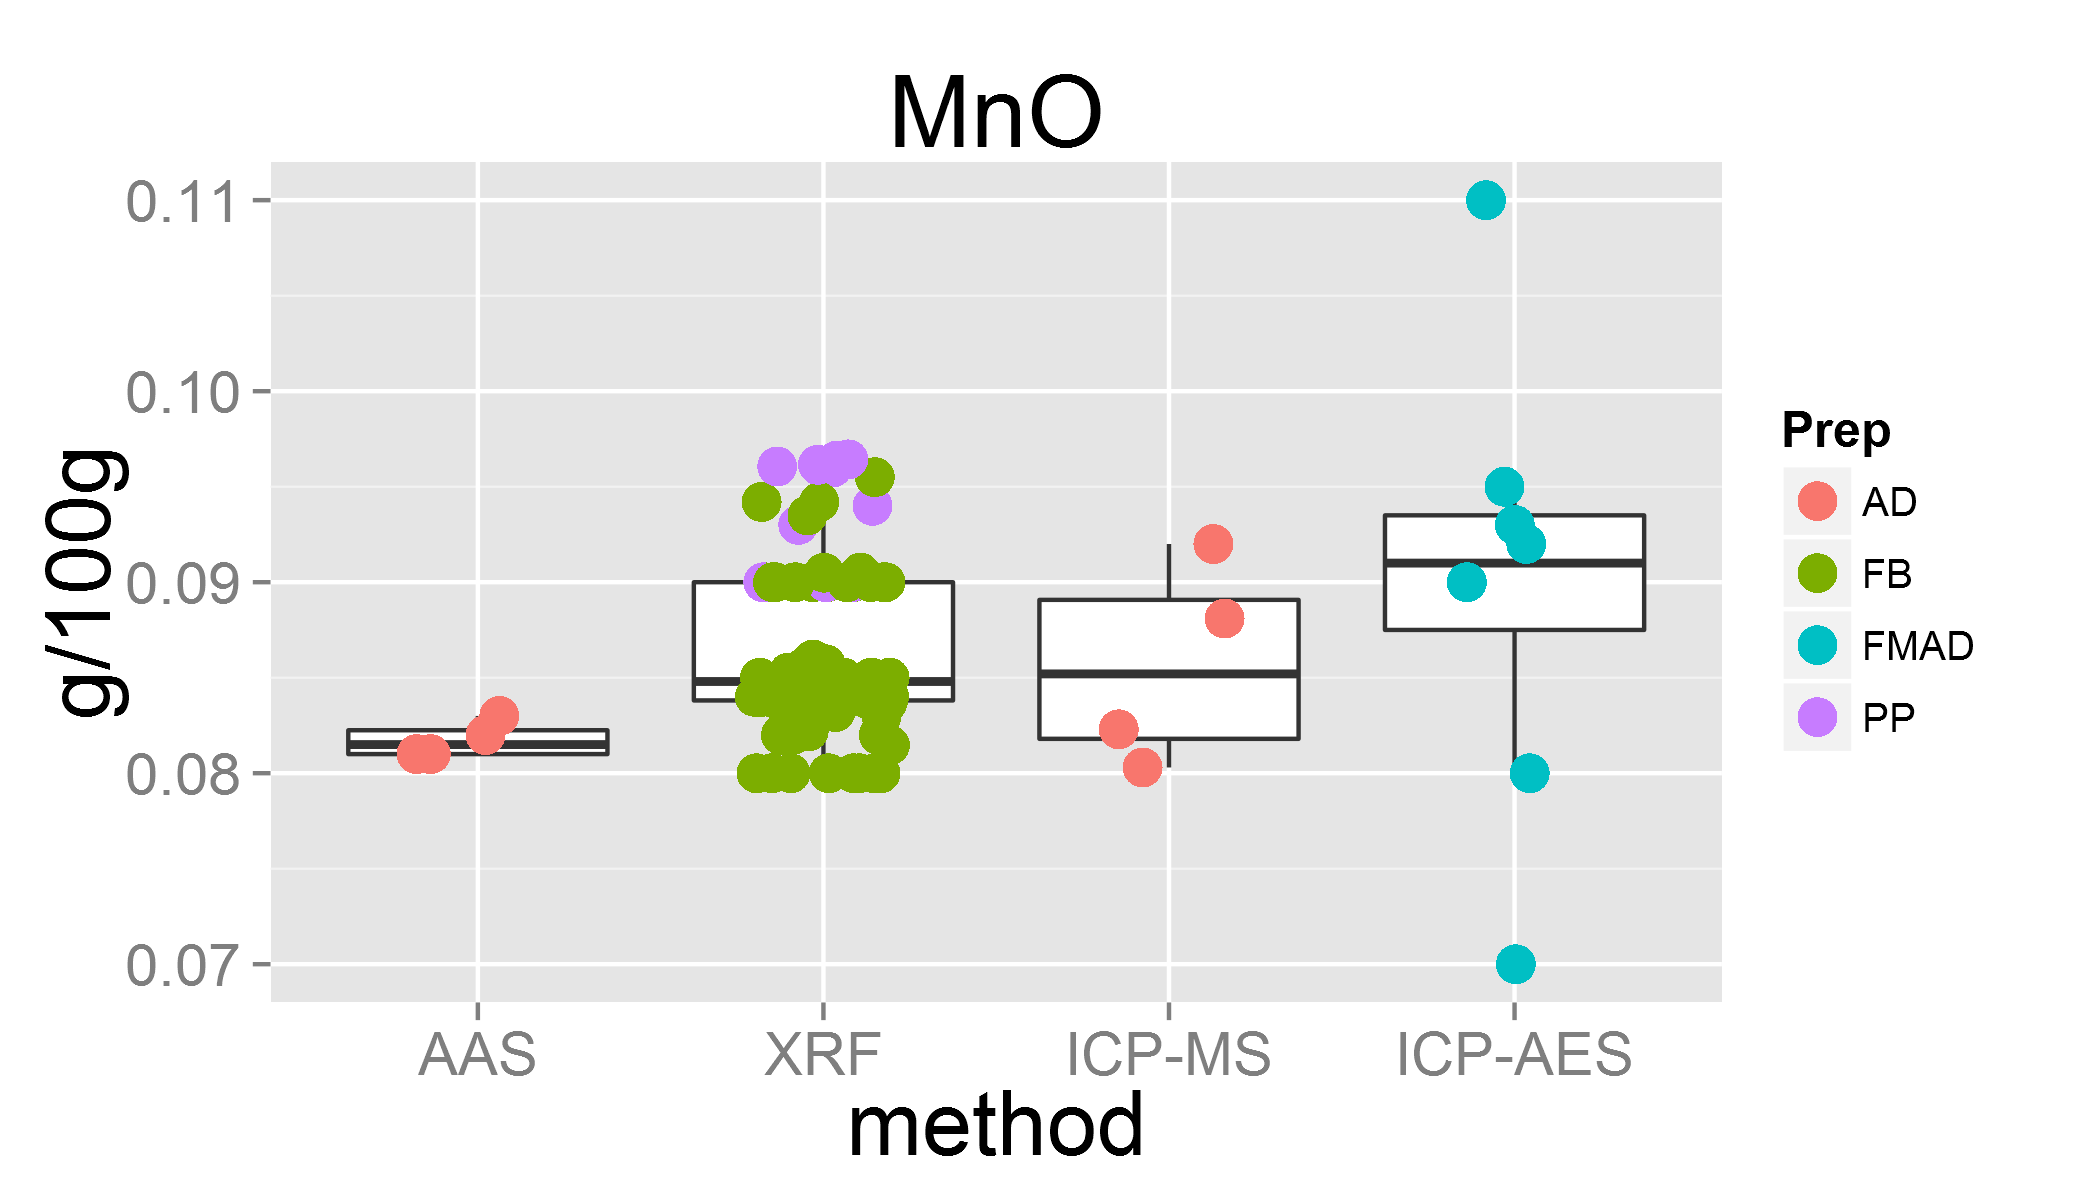 MnO
g/100g
0.11
0.10
0.09
0.08
0.07
AAS XRF ICP-MS ICP-AES
method
Prep
AD
FB
FMAD
PP